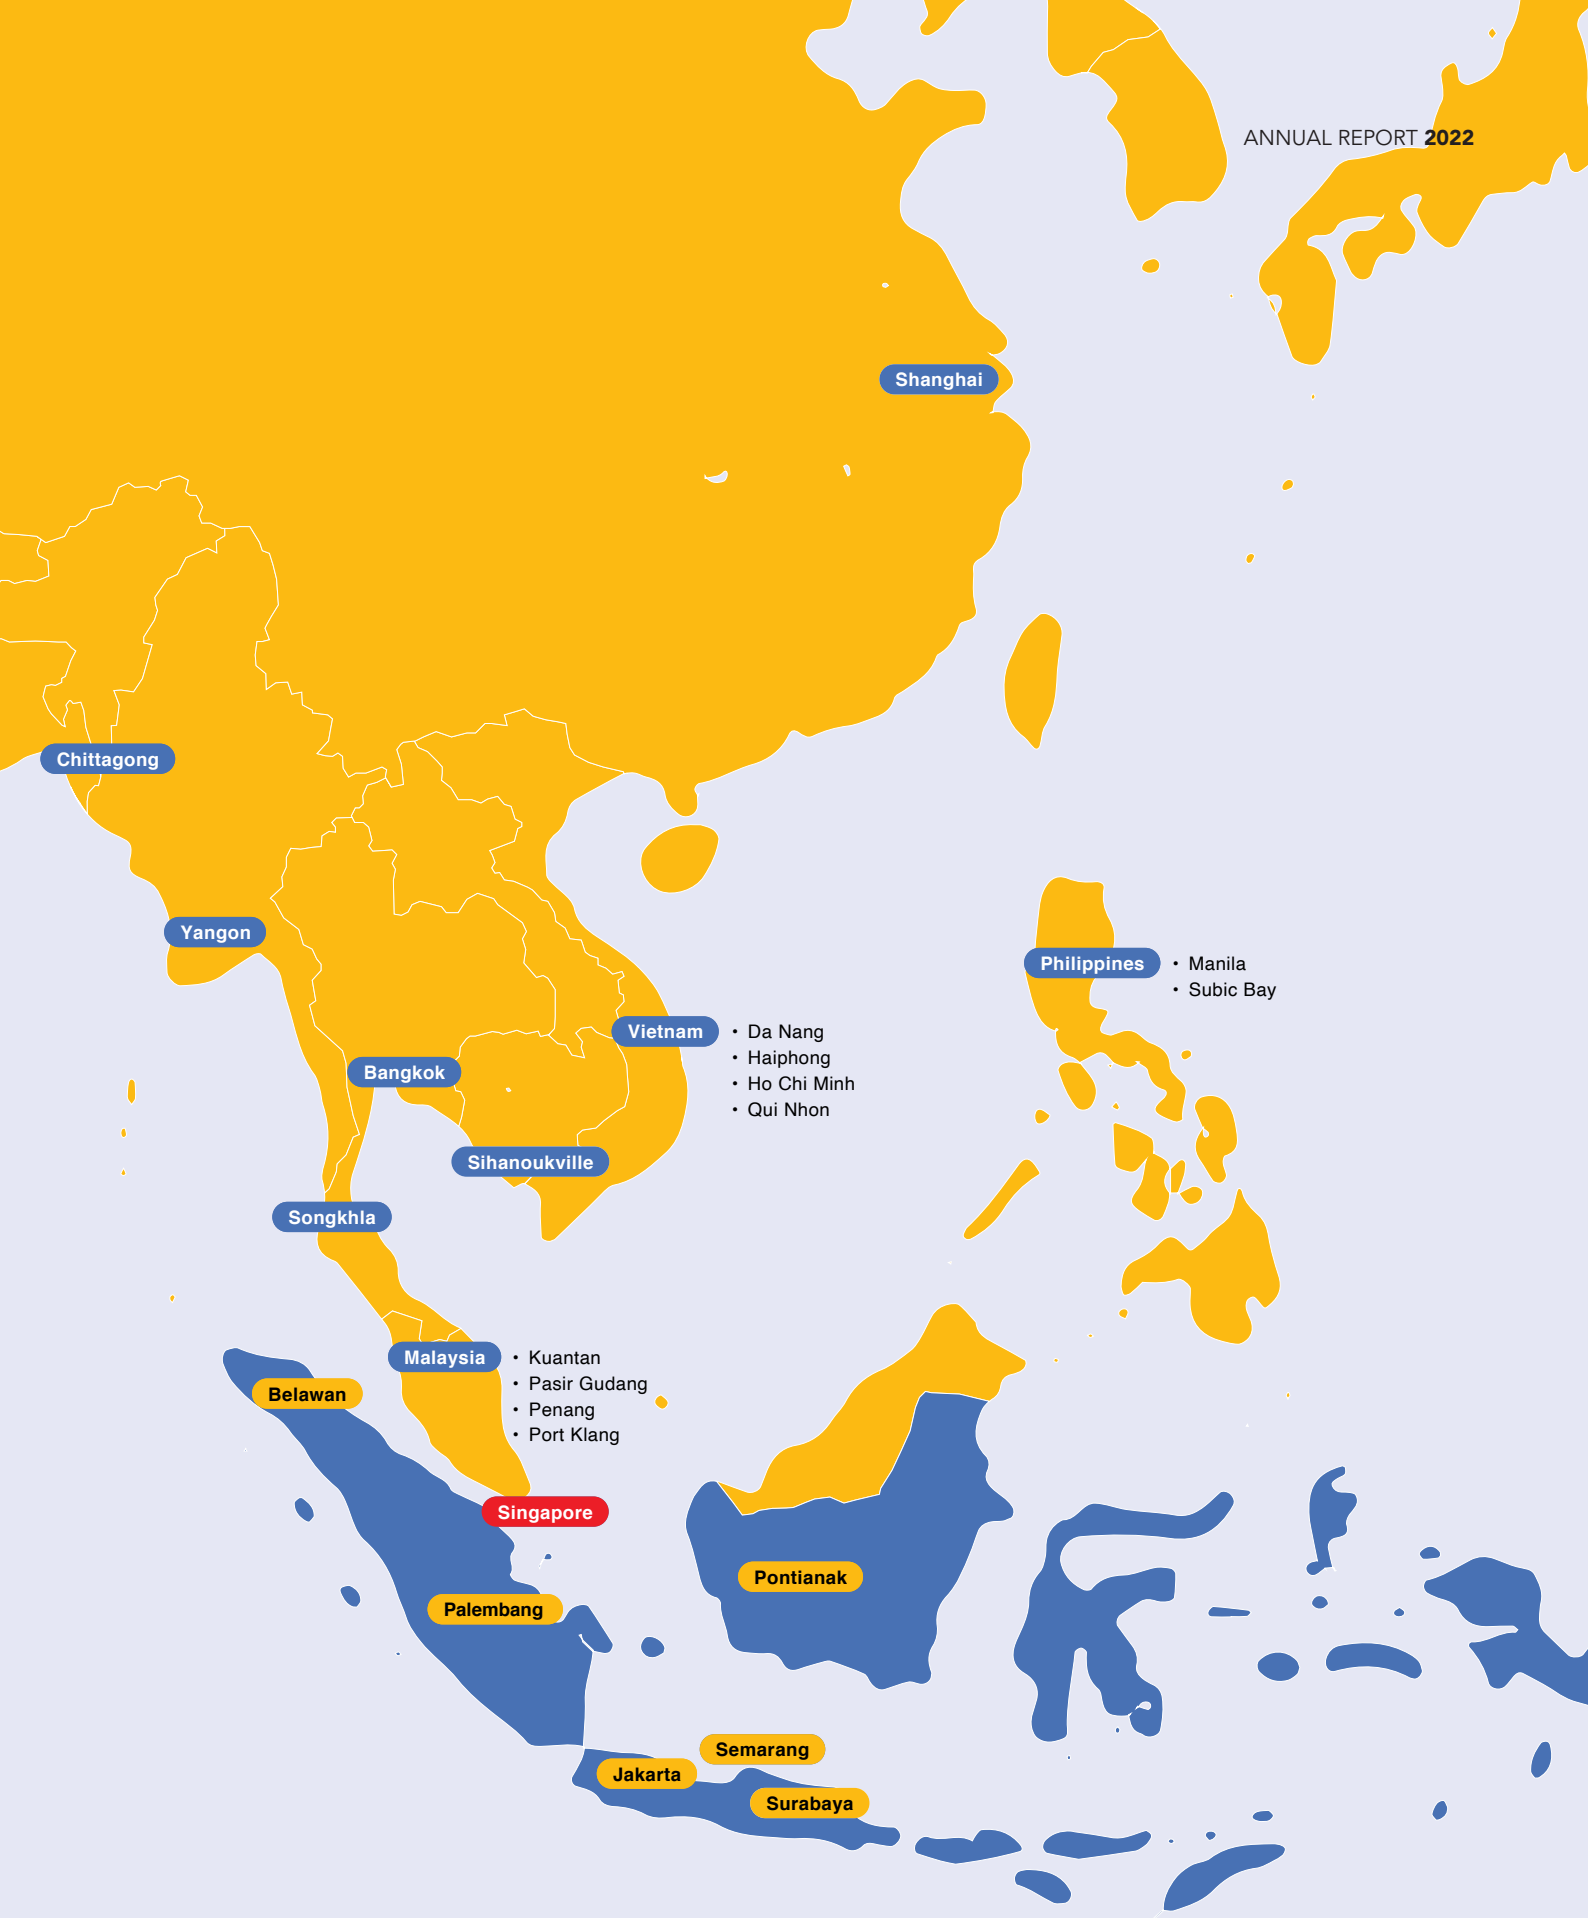 ANNUAL REPORT 2022
Shanghai
Chittagong
Yangon
Philippines
• Manila
• Subic Bay
Vietnam
• Da Nang
• Haiphong
• Ho Chi Minh
• Qui Nhon
Bangkok
Sihanoukville
Songkhla
Malaysia
• Kuantan
• Pasir Gudang
• Penang
• Port Klang
Belawan
Singapore
Pontianak
Palembang
Semarang
Jakarta
Surabaya